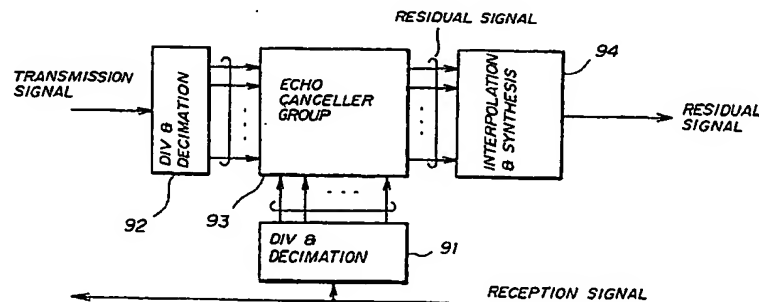 RESIDUAL SIGNAL
94
TRANSMISSION
SIGNAL
DIV &
DECIMATION
ECHO
CANCELLER
GROUP
INTERPOLATION
& SYNTHESIS
RESIDUAL
SIGNAL
92
93
DIV &
DECIMATION
91
RECEPTION SIGNAL